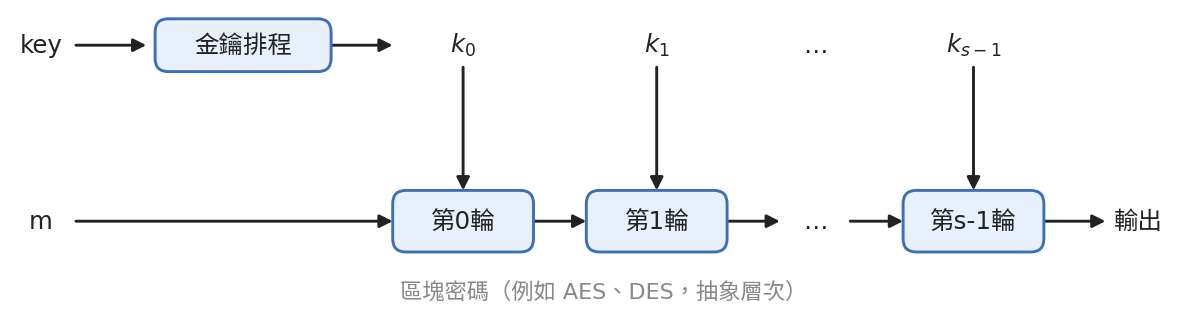 key 金鑰排程 k₀ k₁ … kₛ₋₁
m 第0輪 第1輪 … 第s-1輪 輸出
區塊密碼（例如 AES、DES，抽象層次）